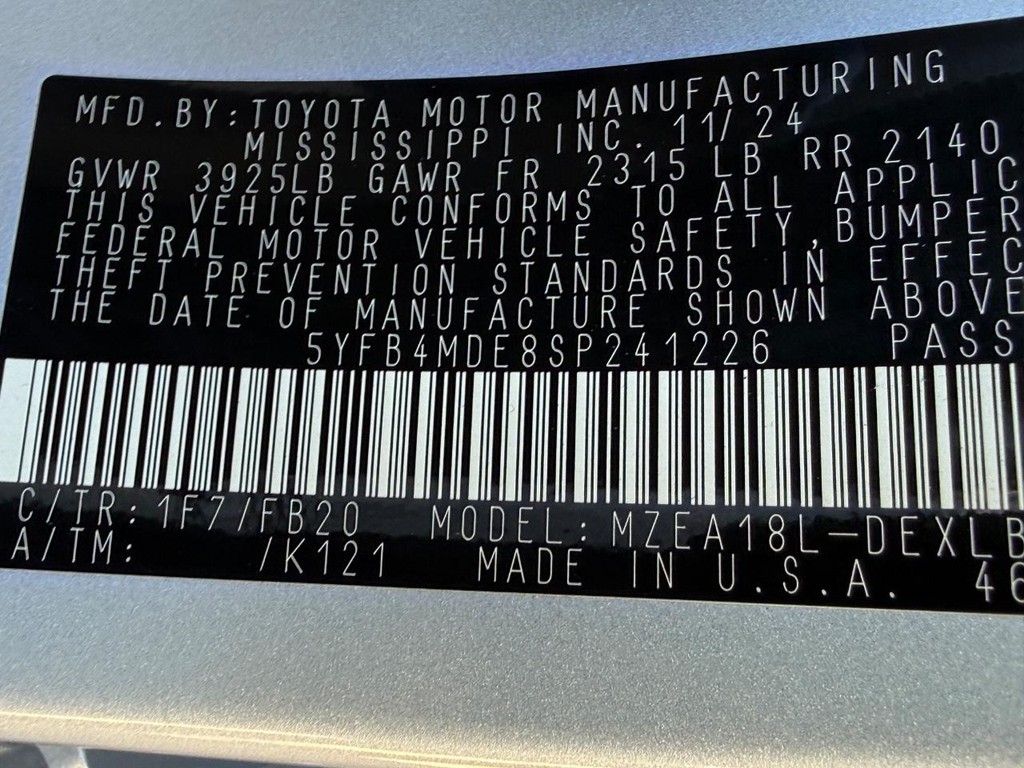 MFD.BY:TOYOTA MOTOR MANUFACTURING
MISSISSIPPI INC. 11/24
GVWR 3925LB GAWR FR 2315 LB RR 2140
THIS VEHICLE CONFORMS TO ALL APPLIC
FEDERAL MOTOR VEHICLE SAFETY,BUMPER
THEFT PREVENTION STANDARDS IN EFFEC
THE DATE OF MANUFACTURE SHOWN ABOVE
5YFB4MDE8SP241226 PASS
C/TR: 1F7/FB20 MODEL: MZEA18L-DEXLB
A/TM: /K121 MADE IN U.S.A. 46